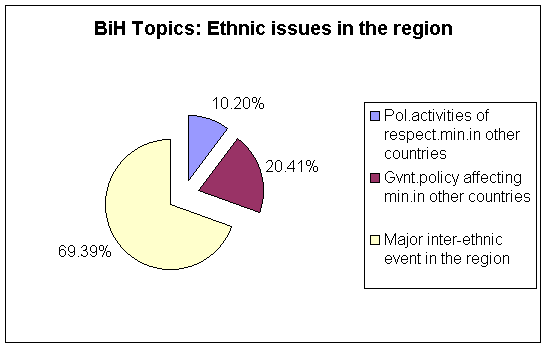 BiH Topics: Ethnic issues in the region
10.20%
20.41%
69.39%
Pol.activities of
respect.min.in other
countries
Gvnt.policy affecting
min.in other countries
Major inter-ethnic
event in the region